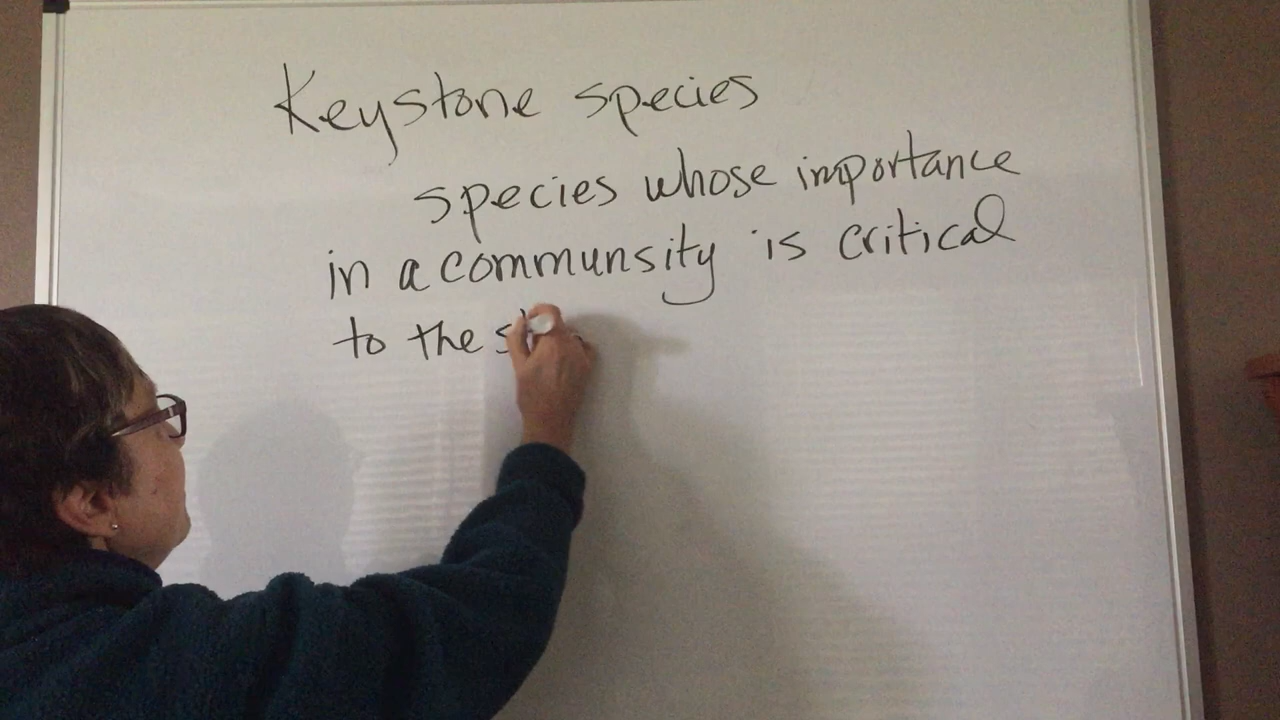 Keystone species
species whose importance
in a communsity is critical
to the